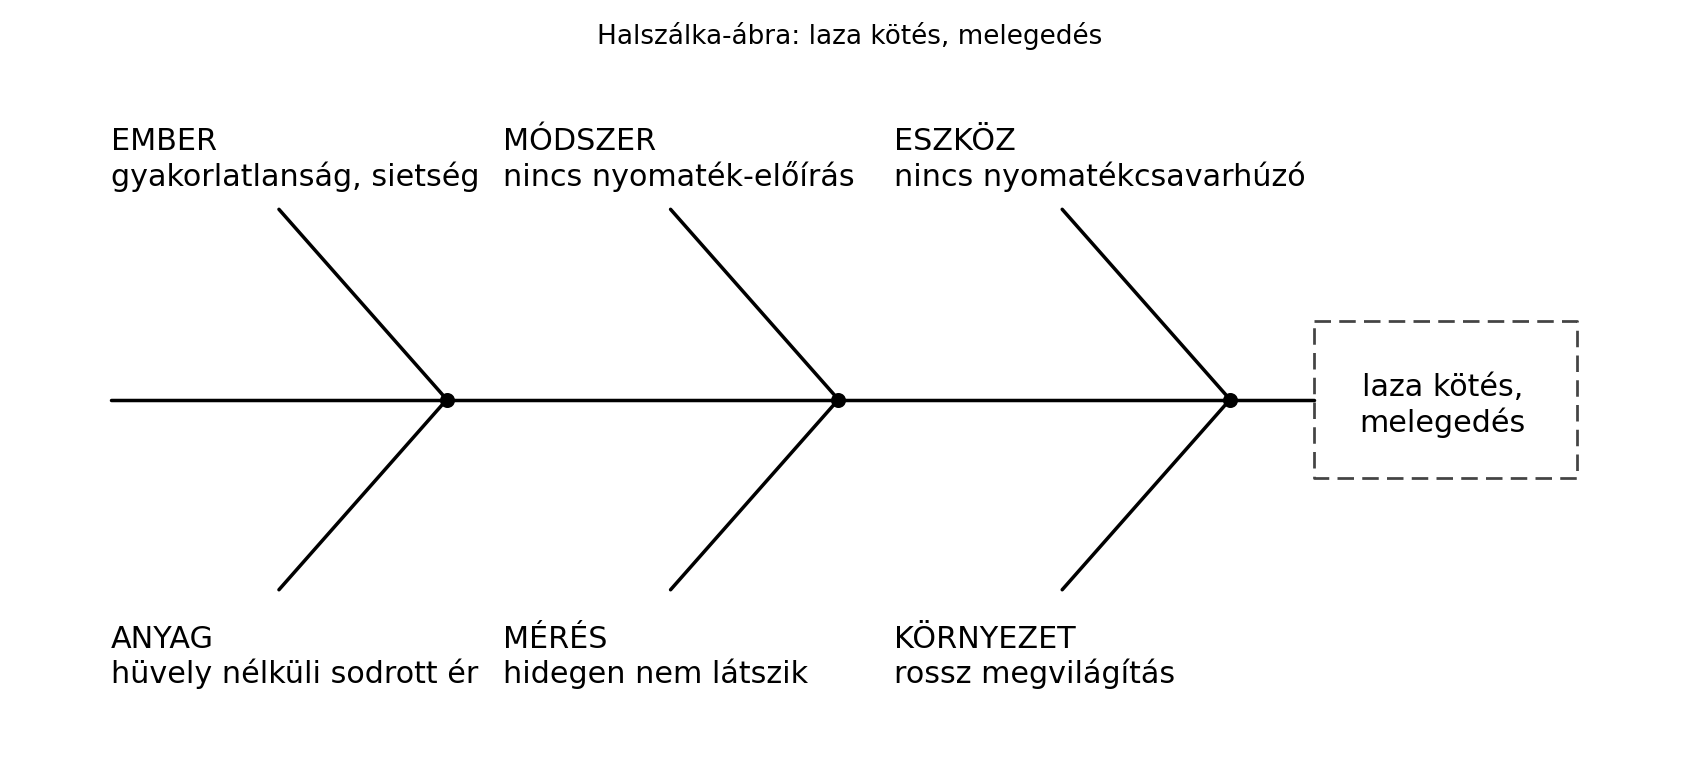 Halszálka-ábra: laza kötés, melegedés
EMBER
gyakorlatlanság, sietség
MÓDSZER
nincs nyomaték-előírás
ESZKÖZ
nincs nyomatékcsavarhúzó
laza kötés,
melegedés
ANYAG
hüvely nélküli sodrott ér
MÉRÉS
hidegen nem látszik
KÖRNYEZET
rossz megvilágítás